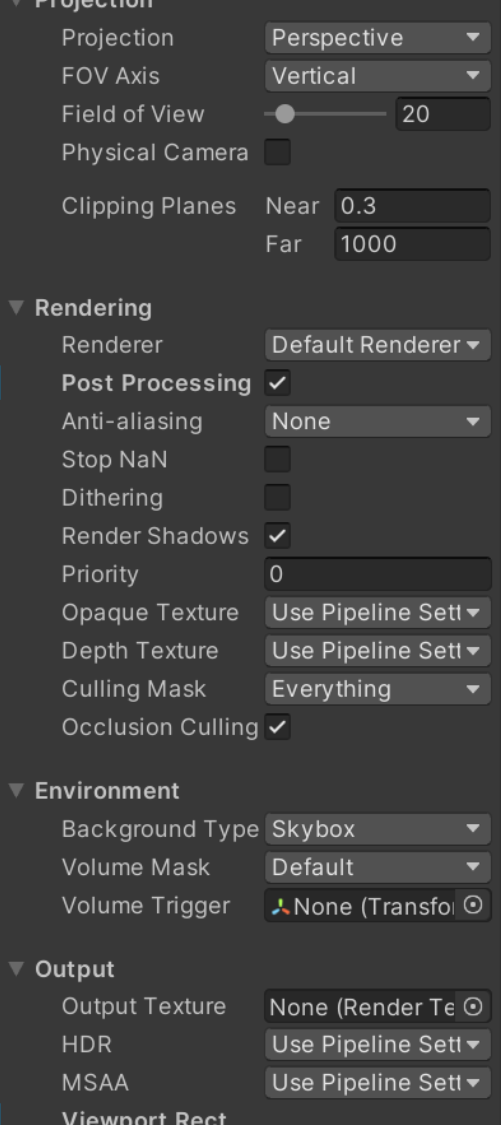 Projection
Projection Perspective
FOV Axis Vertical
Field of View 20
Physical Camera
Clipping Planes Near 0.3
Far 1000
Rendering
Renderer Default Renderer
Post Processing
Anti-aliasing None
Stop NaN
Dithering
Render Shadows
Priority 0
Opaque Texture Use Pipeline Sett
Depth Texture Use Pipeline Sett
Culling Mask Everything
Occlusion Culling
Environment
Background Type Skybox
Volume Mask Default
Volume Trigger None (Transfo
Output
Output Texture None (Render Te
HDR Use Pipeline Sett
MSAA Use Pipeline Sett
Viewport Rect